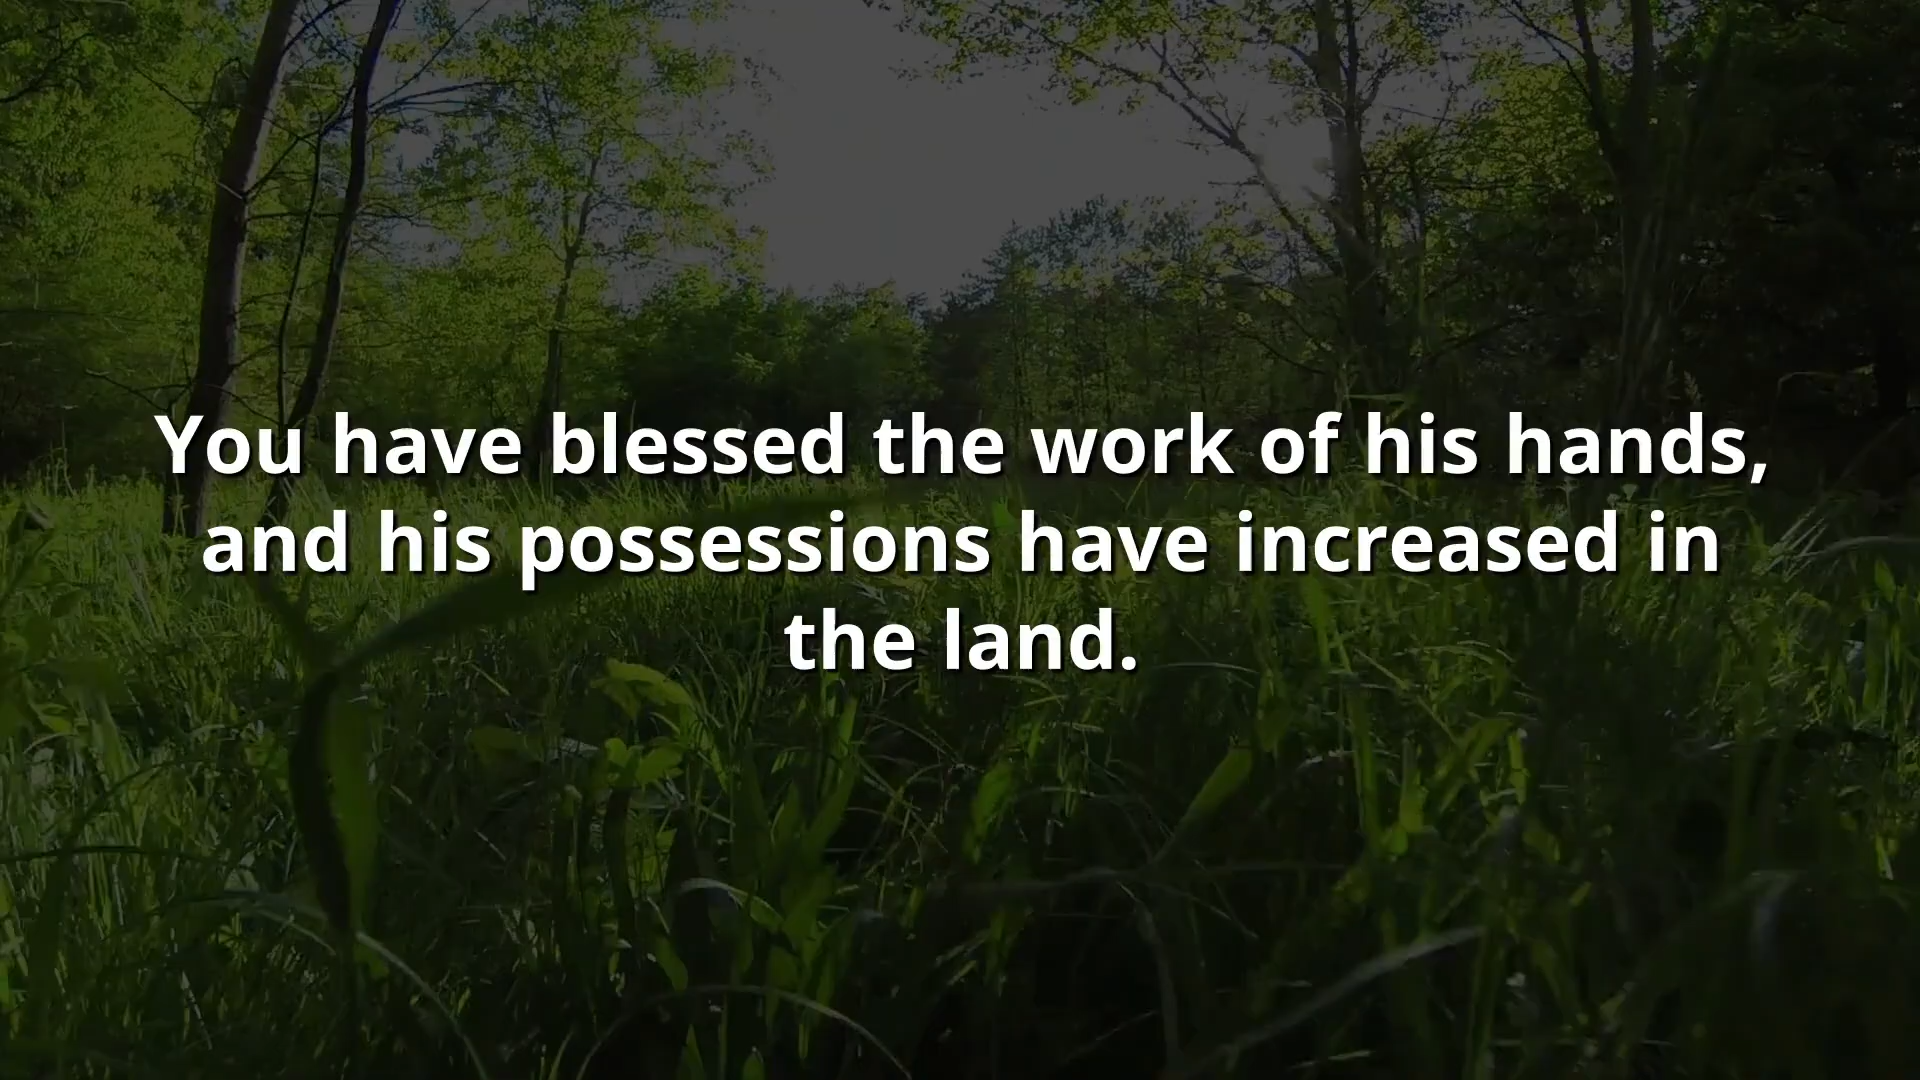 You have blessed the work of his hands,
and his possessions have increased in
the land.